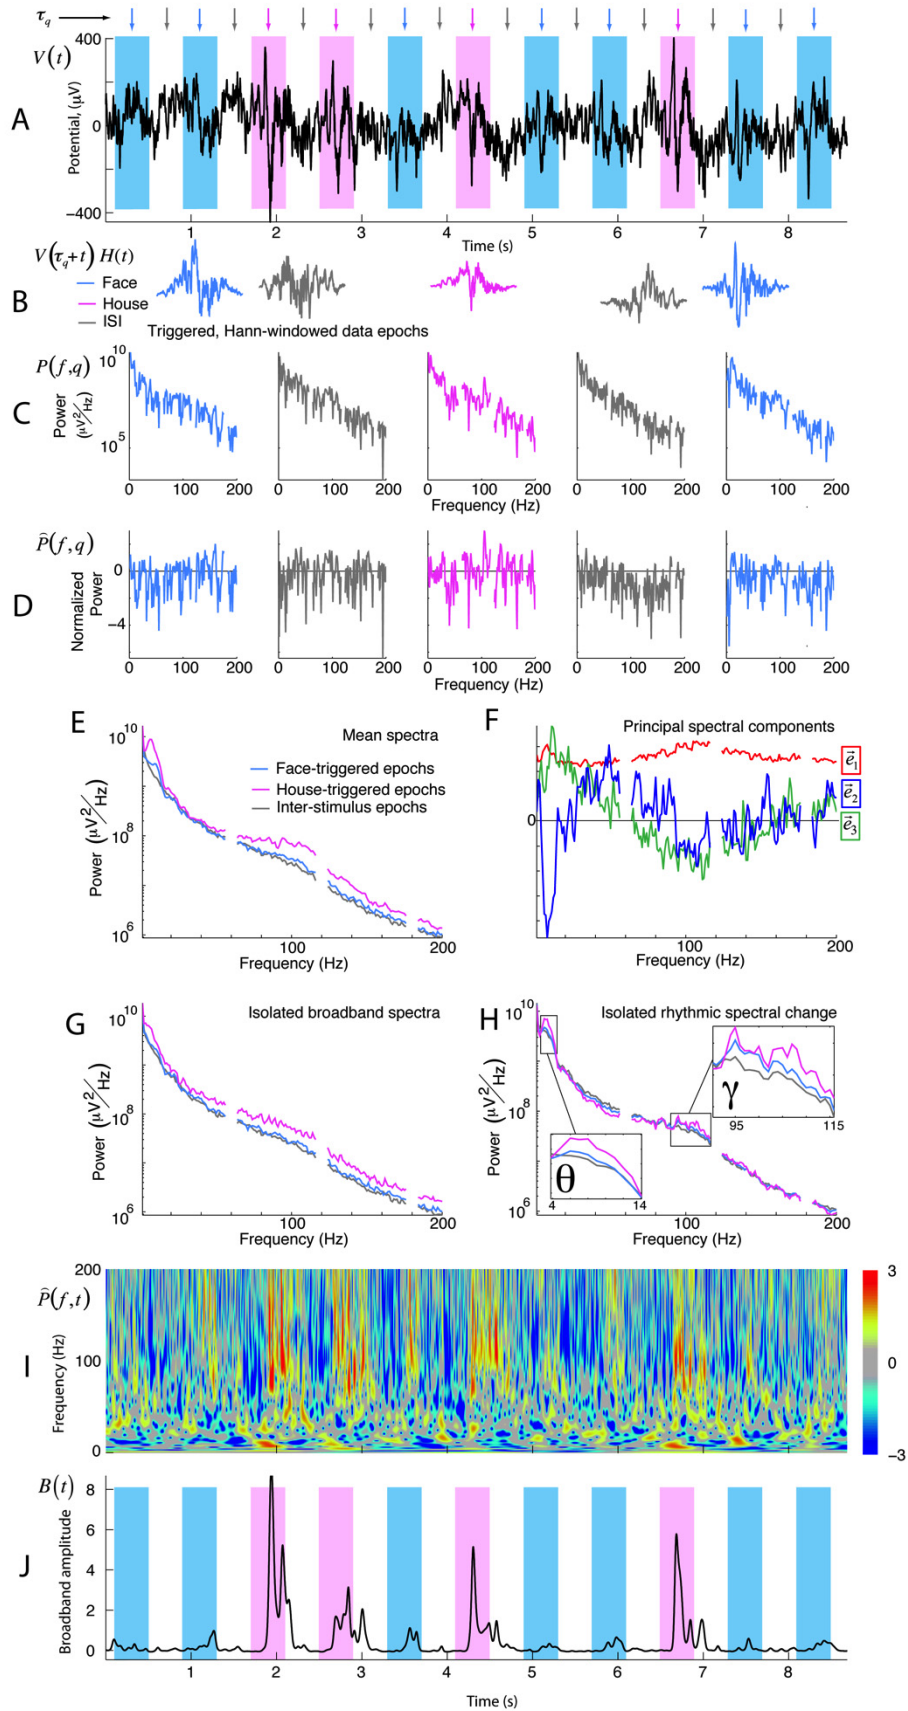 τq
V(t)
A
Potential, (μV)
400
200
0
−200
−400
1 2 3 4 5 6 7 8
Time (s)
V(τq+t) H(t)
B
Face
House
ISI
Triggered, Hann-windowed data epochs
P(f,q)
C
Power
(μV²/Hz)
10^10
10^5
0 100 200 0 100 200 0 100 200 0 100 200 0 100 200
Frequency (Hz)
P̂(f,q)
D
Normalized
Power
0
−4
0 100 200 0 100 200 0 100 200 0 100 200 0 100 200
Frequency (Hz)
E
Mean spectra
Face-triggered epochs
House-triggered epochs
Inter-stimulus epochs
Power (μV²/Hz)
10^10
10^8
10^6
100 200
Frequency (Hz)
F
Principal spectral components
e⃗1
e⃗2
e⃗3
0
100 200
Frequency (Hz)
G
Isolated broadband spectra
Power (μV²/Hz)
10^10
10^8
10^6
100 200
Frequency (Hz)
H
Isolated rhythmic spectral change
Power (μV²/Hz)
10^10
10^8
10^6
γ
95 115
θ
4 14
100 200
Frequency (Hz)
P̂(f,t)
I
Frequency (Hz)
200
100
0
3
0
−3
B(t)
J
Broadband amplitude
8
6
4
2
0
1 2 3 4 5 6 7 8
Time (s)